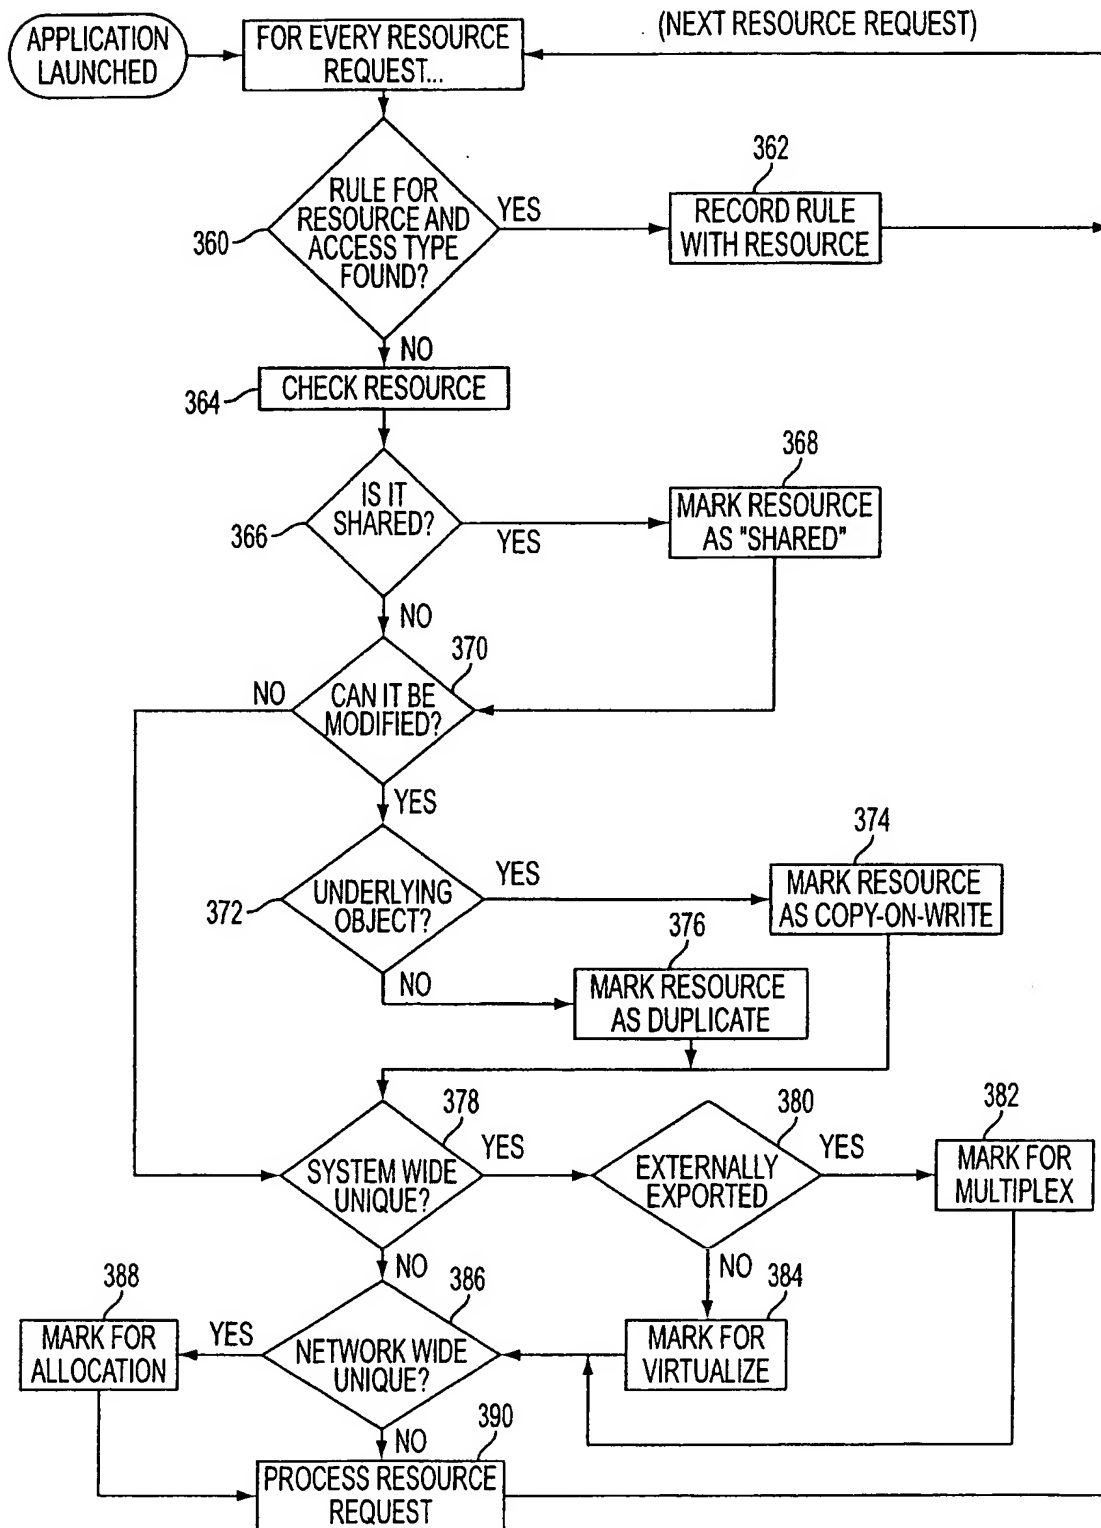 (NEXT RESOURCE REQUEST)
APPLICATION
LAUNCHED
FOR EVERY RESOURCE
REQUEST...
362
RULE FOR
RESOURCE AND
ACCESS TYPE
FOUND?
360
YES
RECORD RULE
WITH RESOURCE
NO
CHECK RESOURCE
364
368
IS IT
SHARED?
366
YES
MARK RESOURCE
AS "SHARED"
NO
370
NO
CAN IT BE
MODIFIED?
YES
374
UNDERLYING
OBJECT?
372
YES
MARK RESOURCE
AS COPY-ON-WRITE
376
NO
MARK RESOURCE
AS DUPLICATE
378
380
382
SYSTEM WIDE
UNIQUE?
YES
EXTERNALLY
EXPORTED
YES
MARK FOR
MULTIPLEX
NO
NO
388
386
384
MARK FOR
ALLOCATION
YES
NETWORK WIDE
UNIQUE?
MARK FOR
VIRTUALIZE
NO
390
PROCESS RESOURCE
REQUEST